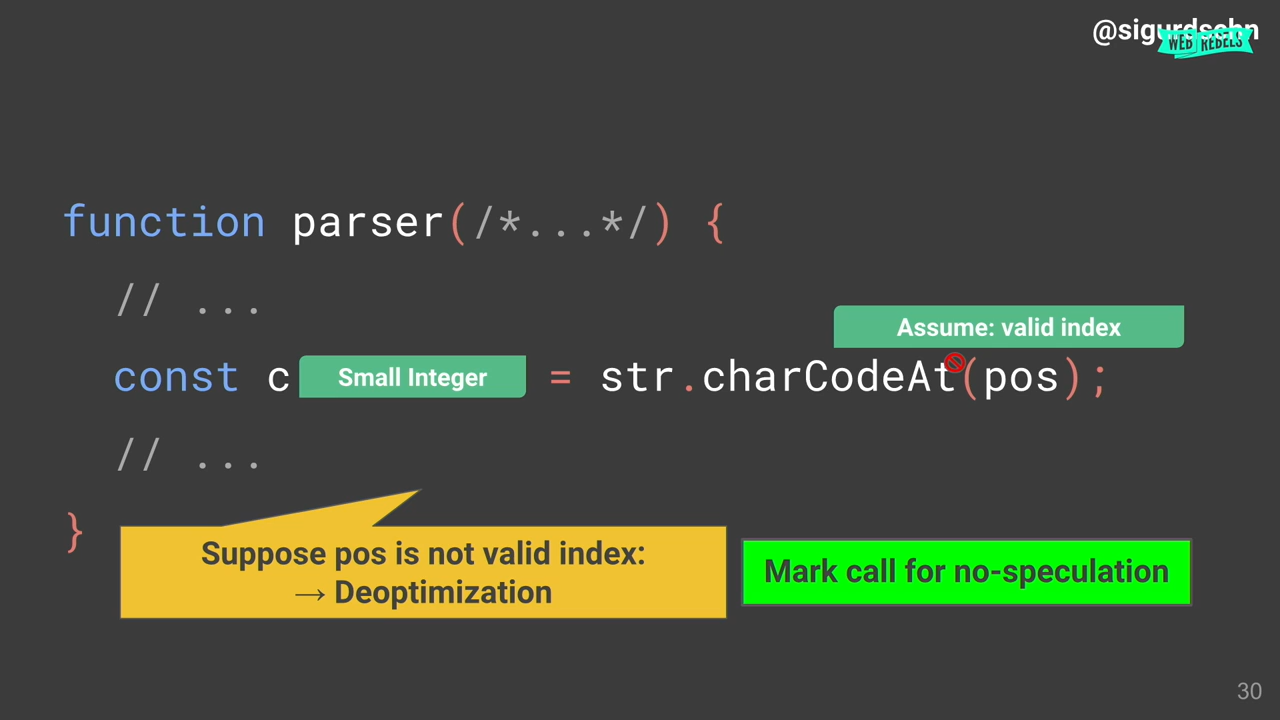 @sigurdschn
WEB REBELS
function parser(/*...*/) {
// ...
Assume: valid index
const c Small Integer = str.charCodeAt(pos);
// ...
}
Suppose pos is not valid index:
→ Deoptimization
Mark call for no-speculation
30